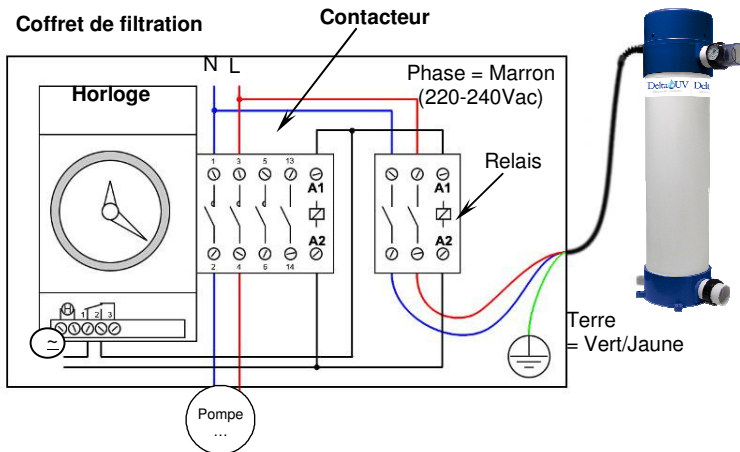 Coffret de filtration
Contacteur
N L
Phase = Marron
(220-240Vac)
Horloge
Relais
1 3 5 13
A1
A2
2 4 6 14
A1
A2
1 2 3
~
Terre
= Vert/Jaune
Pompe
...
Delta UV
Delt